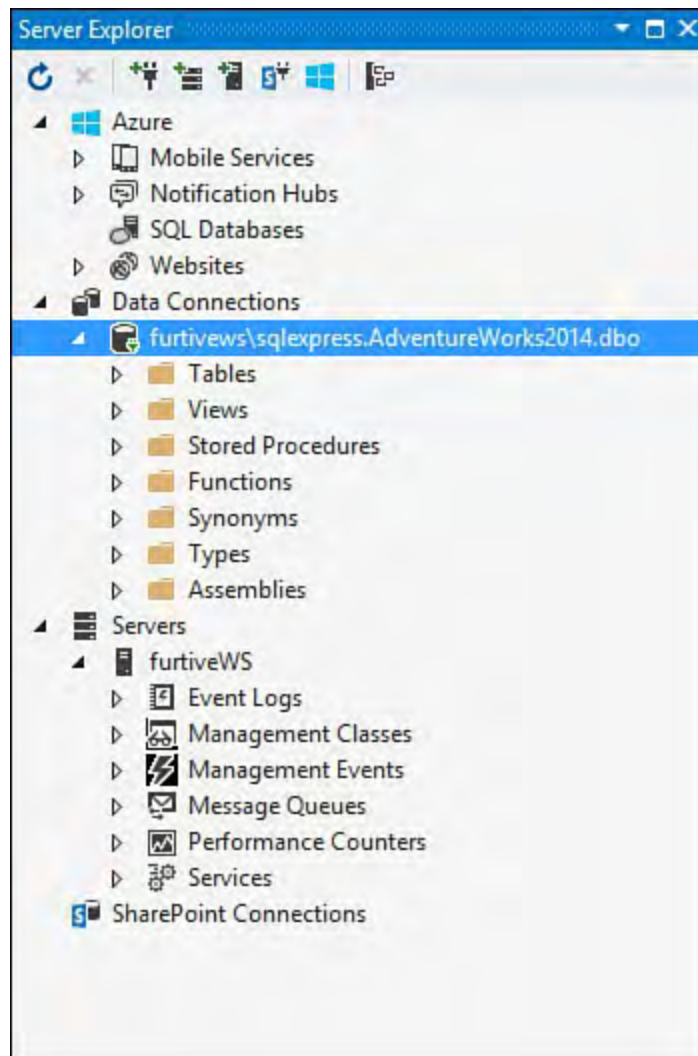 Server Explorer
Azure
Mobile Services
Notification Hubs
SQL Databases
Websites
Data Connections
furtivews\sqlexpress.AdventureWorks2014.dbo
Tables
Views
Stored Procedures
Functions
Synonyms
Types
Assemblies
Servers
furtiveWS
Event Logs
Management Classes
Management Events
Message Queues
Performance Counters
Services
SharePoint Connections